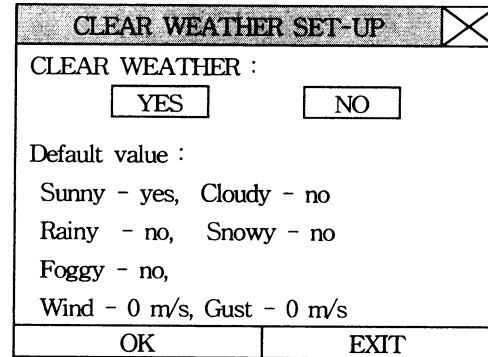 CLEAR WEATHER SET-UP
CLEAR WEATHER :
YES NO
Default value :
Sunny - yes, Cloudy - no
Rainy - no, Snowy - no
Foggy - no,
Wind - 0 m/s, Gust - 0 m/s
OK EXIT